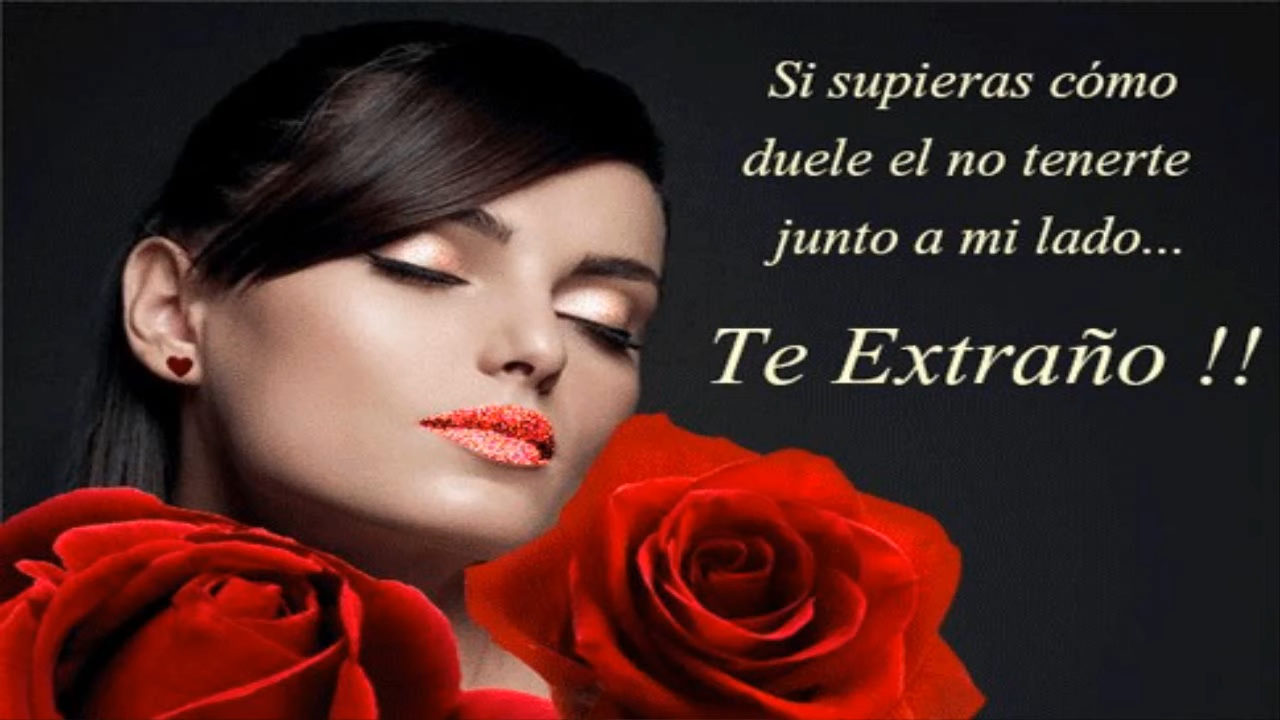 Si supieras cómo
duele el no tenerte
junto a mi lado...
Te Extraño !!